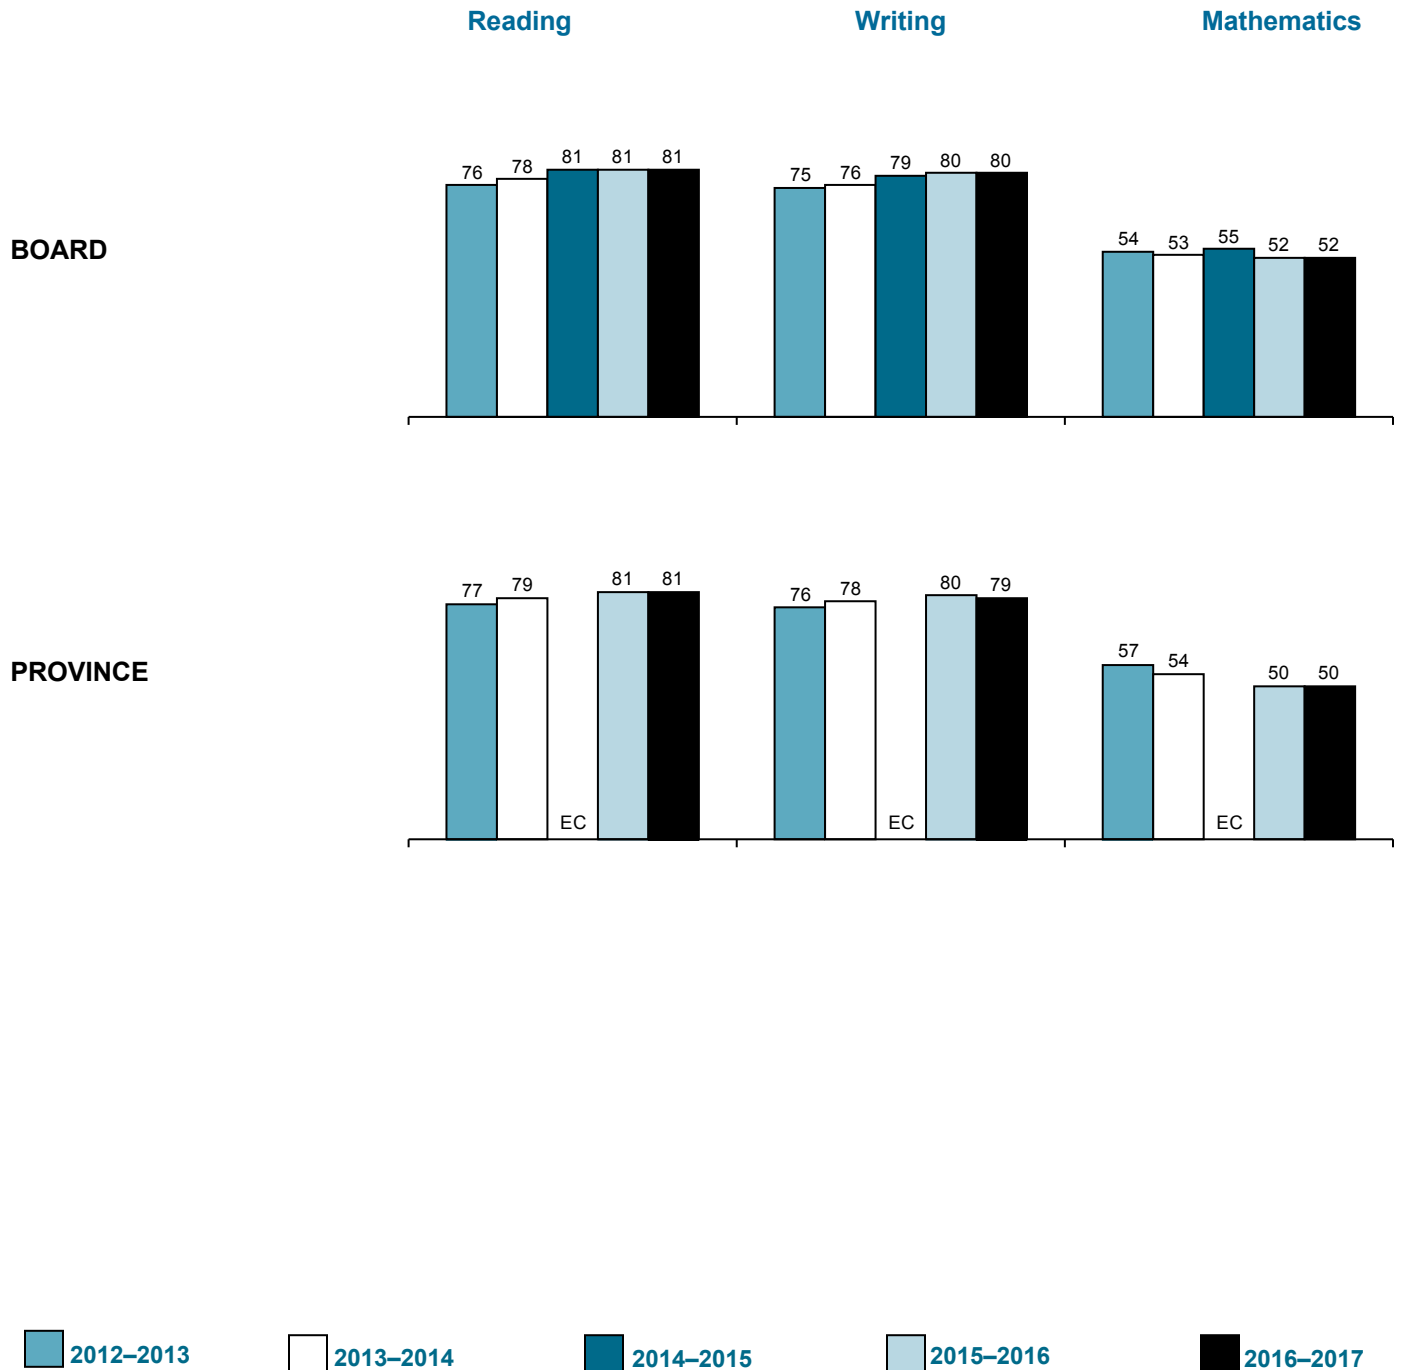 Reading Writing Mathematics
76 78 81 81 81 75 76 79 80 80 54 53 55 52 52
BOARD
77 79 EC 81 81 76 78 EC 80 79 57 54 EC 50 50
PROVINCE
2012–2013 2013–2014 2014–2015 2015–2016 2016–2017